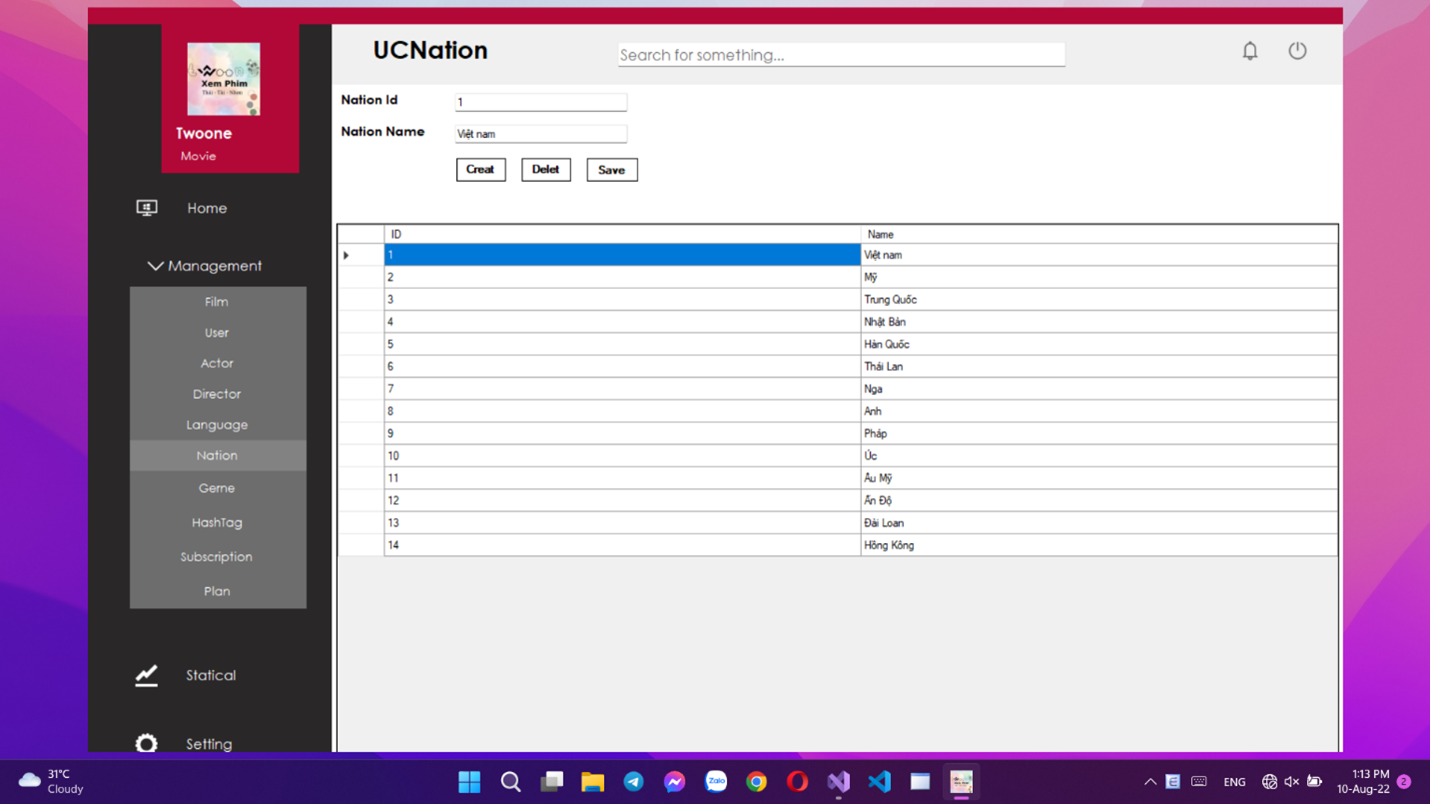 UCNation
Search for something...
Xem Phim
Twoone
Movie
Home
Management
Film
User
Actor
Director
Language
Nation
Gerne
HashTag
Subscription
Plan
Statical
Setting
Nation Id
1
Nation Name
Việt nam
Creat Delet Save
ID Name
1 Việt nam
2 Mỹ
3 Trung Quốc
4 Nhật Bản
5 Hàn Quốc
6 Thái Lan
7 Nga
8 Anh
9 Pháp
10 Úc
11 Âu Mỹ
12 Ấn Độ
13 Đài Loan
14 Hồng Kông
31°C
Cloudy
Zalo
ENG
1:13 PM
10-Aug-22
2